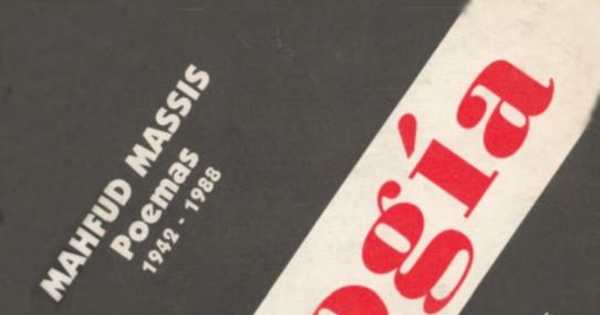 MAHFUD MASSIS
Poemas
1942 - 1988
ogía